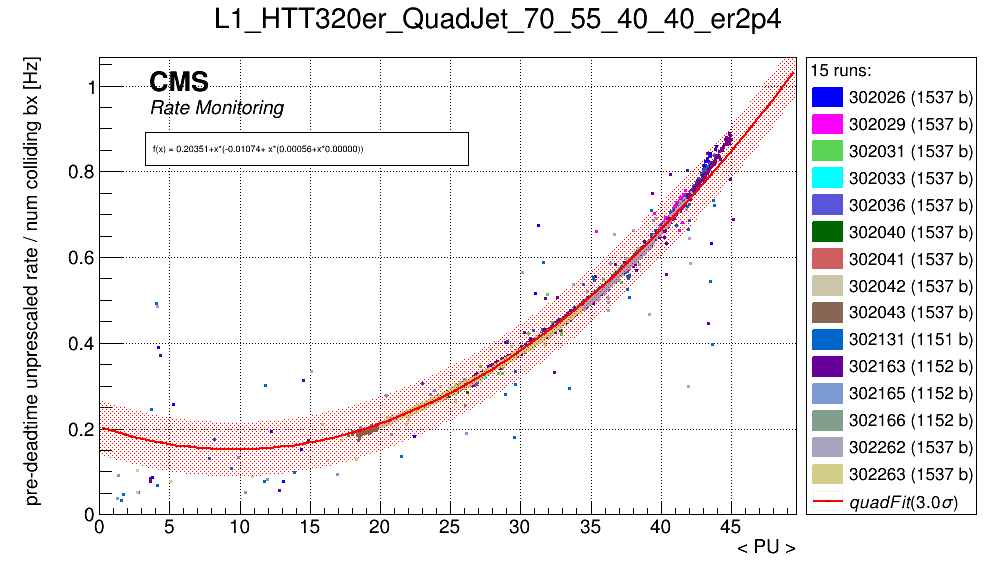 L1_HTT320er_QuadJet_70_55_40_40_er2p4
pre-deadtime unprescaled rate / num colliding bx [Hz]
CMS
Rate Monitoring
f(x) = 0.20351+x*(-0.01074+ x*(0.00056+x*0.00000))
1
0.8
0.6
0.4
0.2
0
0 5 10 15 20 25 30 35 40 45
< PU >
15 runs:
302026 (1537 b)
302029 (1537 b)
302031 (1537 b)
302033 (1537 b)
302036 (1537 b)
302040 (1537 b)
302041 (1537 b)
302042 (1537 b)
302043 (1537 b)
302131 (1151 b)
302163 (1152 b)
302165 (1152 b)
302166 (1152 b)
302262 (1537 b)
302263 (1537 b)
quadFit(3.0σ)